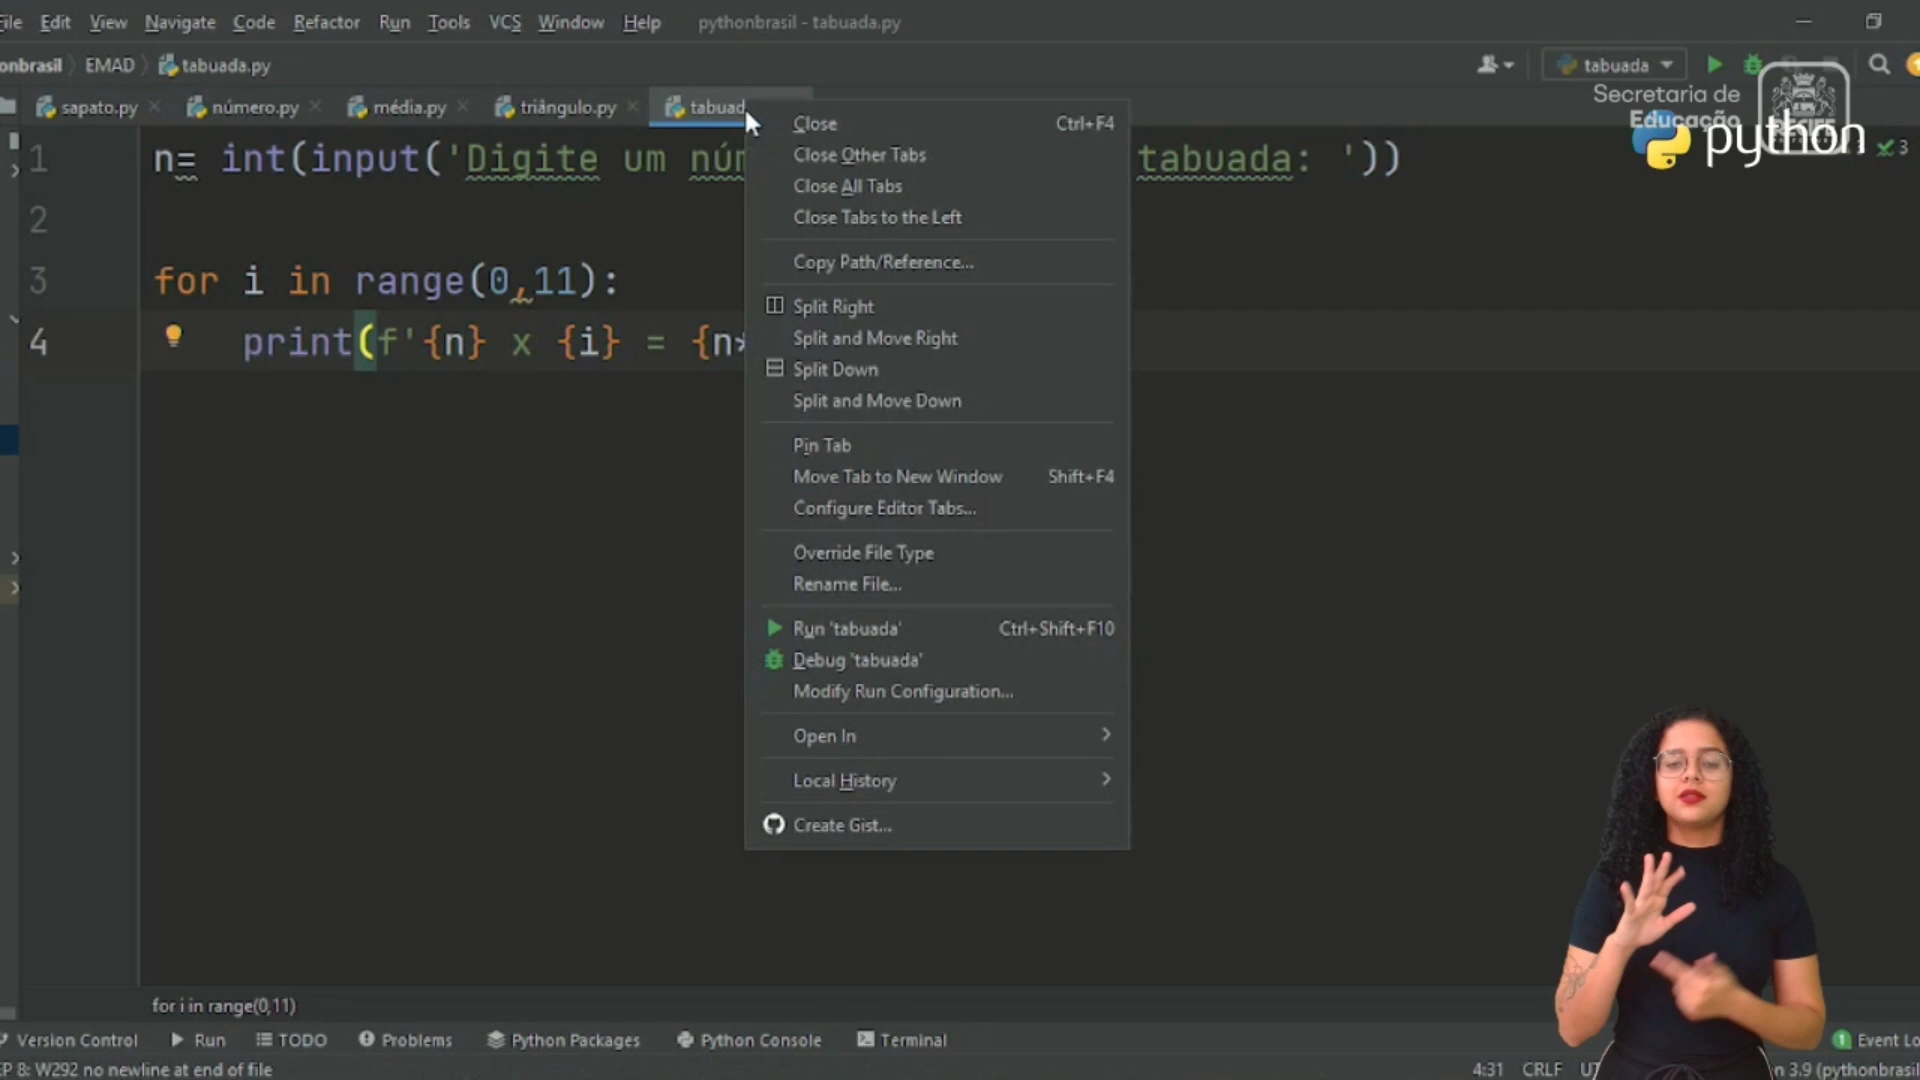 File Edit View Navigate Code Refactor Run Tools VCS Window Help pythonbrasil - tabuada.py
onbrasil EMAD tabuada.py
tabuada
Secretaria de
Educação
python
sapato.py número.py média.py triângulo.py tabuad
3
1 n= int(input('Digite um núm tabuada: '))
2
3 for i in range(0,11):
4 print(f'{n} x {i} = {n*
Close Ctrl+F4
Close Other Tabs
Close All Tabs
Close Tabs to the Left
Copy Path/Reference...
Split Right
Split and Move Right
Split Down
Split and Move Down
Pin Tab
Move Tab to New Window Shift+F4
Configure Editor Tabs...
Override File Type
Rename File...
Run 'tabuada' Ctrl+Shift+F10
Debug 'tabuada'
Modify Run Configuration...
Open In
Local History
Create Gist...
for i in range(0,11)
Version Control Run TODO Problems Python Packages Python Console Terminal 1 Event Lo
EP 8: W292 no newline at end of file 4:31 CRLF UT n 3.9 (pythonbrasil